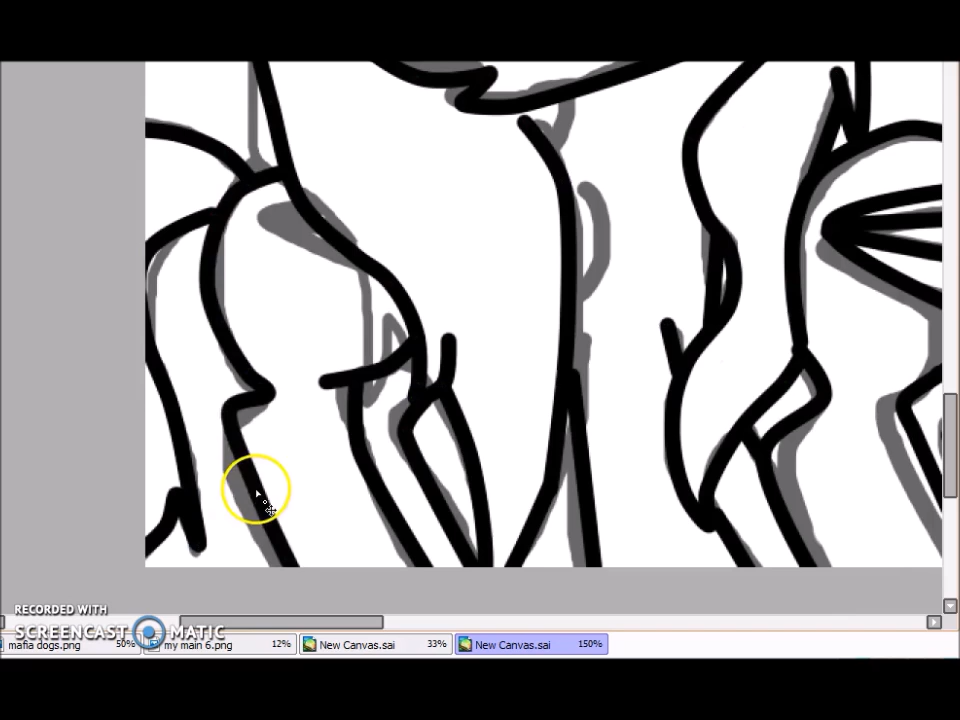 RECORDED WITH
SCREENCAST MATIC
mafia dogs.png 50% my main 6.png 12% New Canvas.sai 33% New Canvas.sai 150%